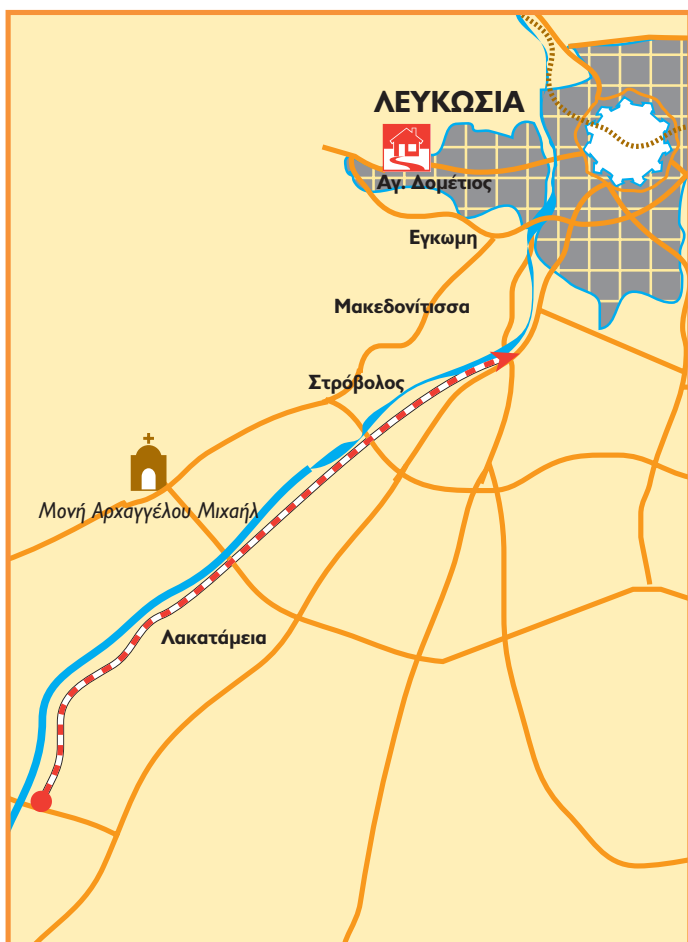 ΛΕΥΚΩΣΙΑ
Αγ. Δομέτιος
Εγκωμη
Μακεδονίτισσα
Στρόβολος
Μονή Αρχαγγέλου Μιχαήλ
Λακατάμεια